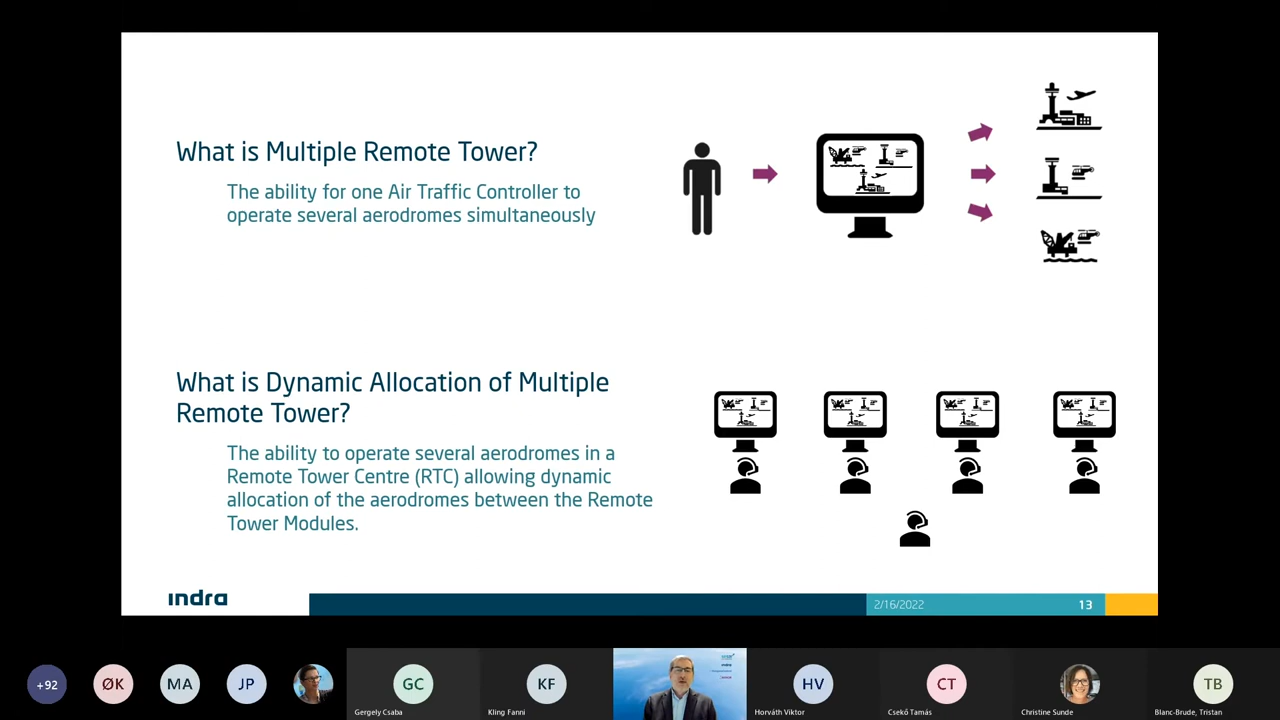 What is Multiple Remote Tower?
The ability for one Air Traffic Controller to
operate several aerodromes simultaneously
What is Dynamic Allocation of Multiple
Remote Tower?
The ability to operate several aerodromes in a
Remote Tower Centre (RTC) allowing dynamic
allocation of the aerodromes between the Remote
Tower Modules.
indra
2/16/2022
13
+92
ØK
MA
JP
GC
KF
HV
CT
TB
Gergely Csaba
Kling Fanni
Horváth Viktor
Csekő Tamás
Christine Sunde
Blanc-Brude, Tristan